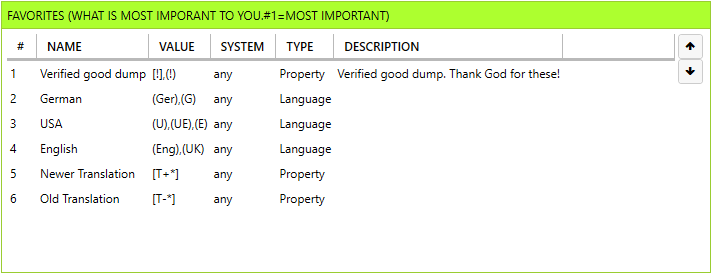 FAVORITES (WHAT IS MOST IMPORANT TO YOU.#1=MOST IMPORTANT)
# NAME VALUE SYSTEM TYPE DESCRIPTION
1 Verified good dump [!],(!) any Property Verified good dump. Thank God for these!
2 German (Ger),(G) any Language
3 USA (U),(UE),(E) any Language
4 English (Eng),(UK) any Language
5 Newer Translation [T+*] any Property
6 Old Translation [T-*] any Property